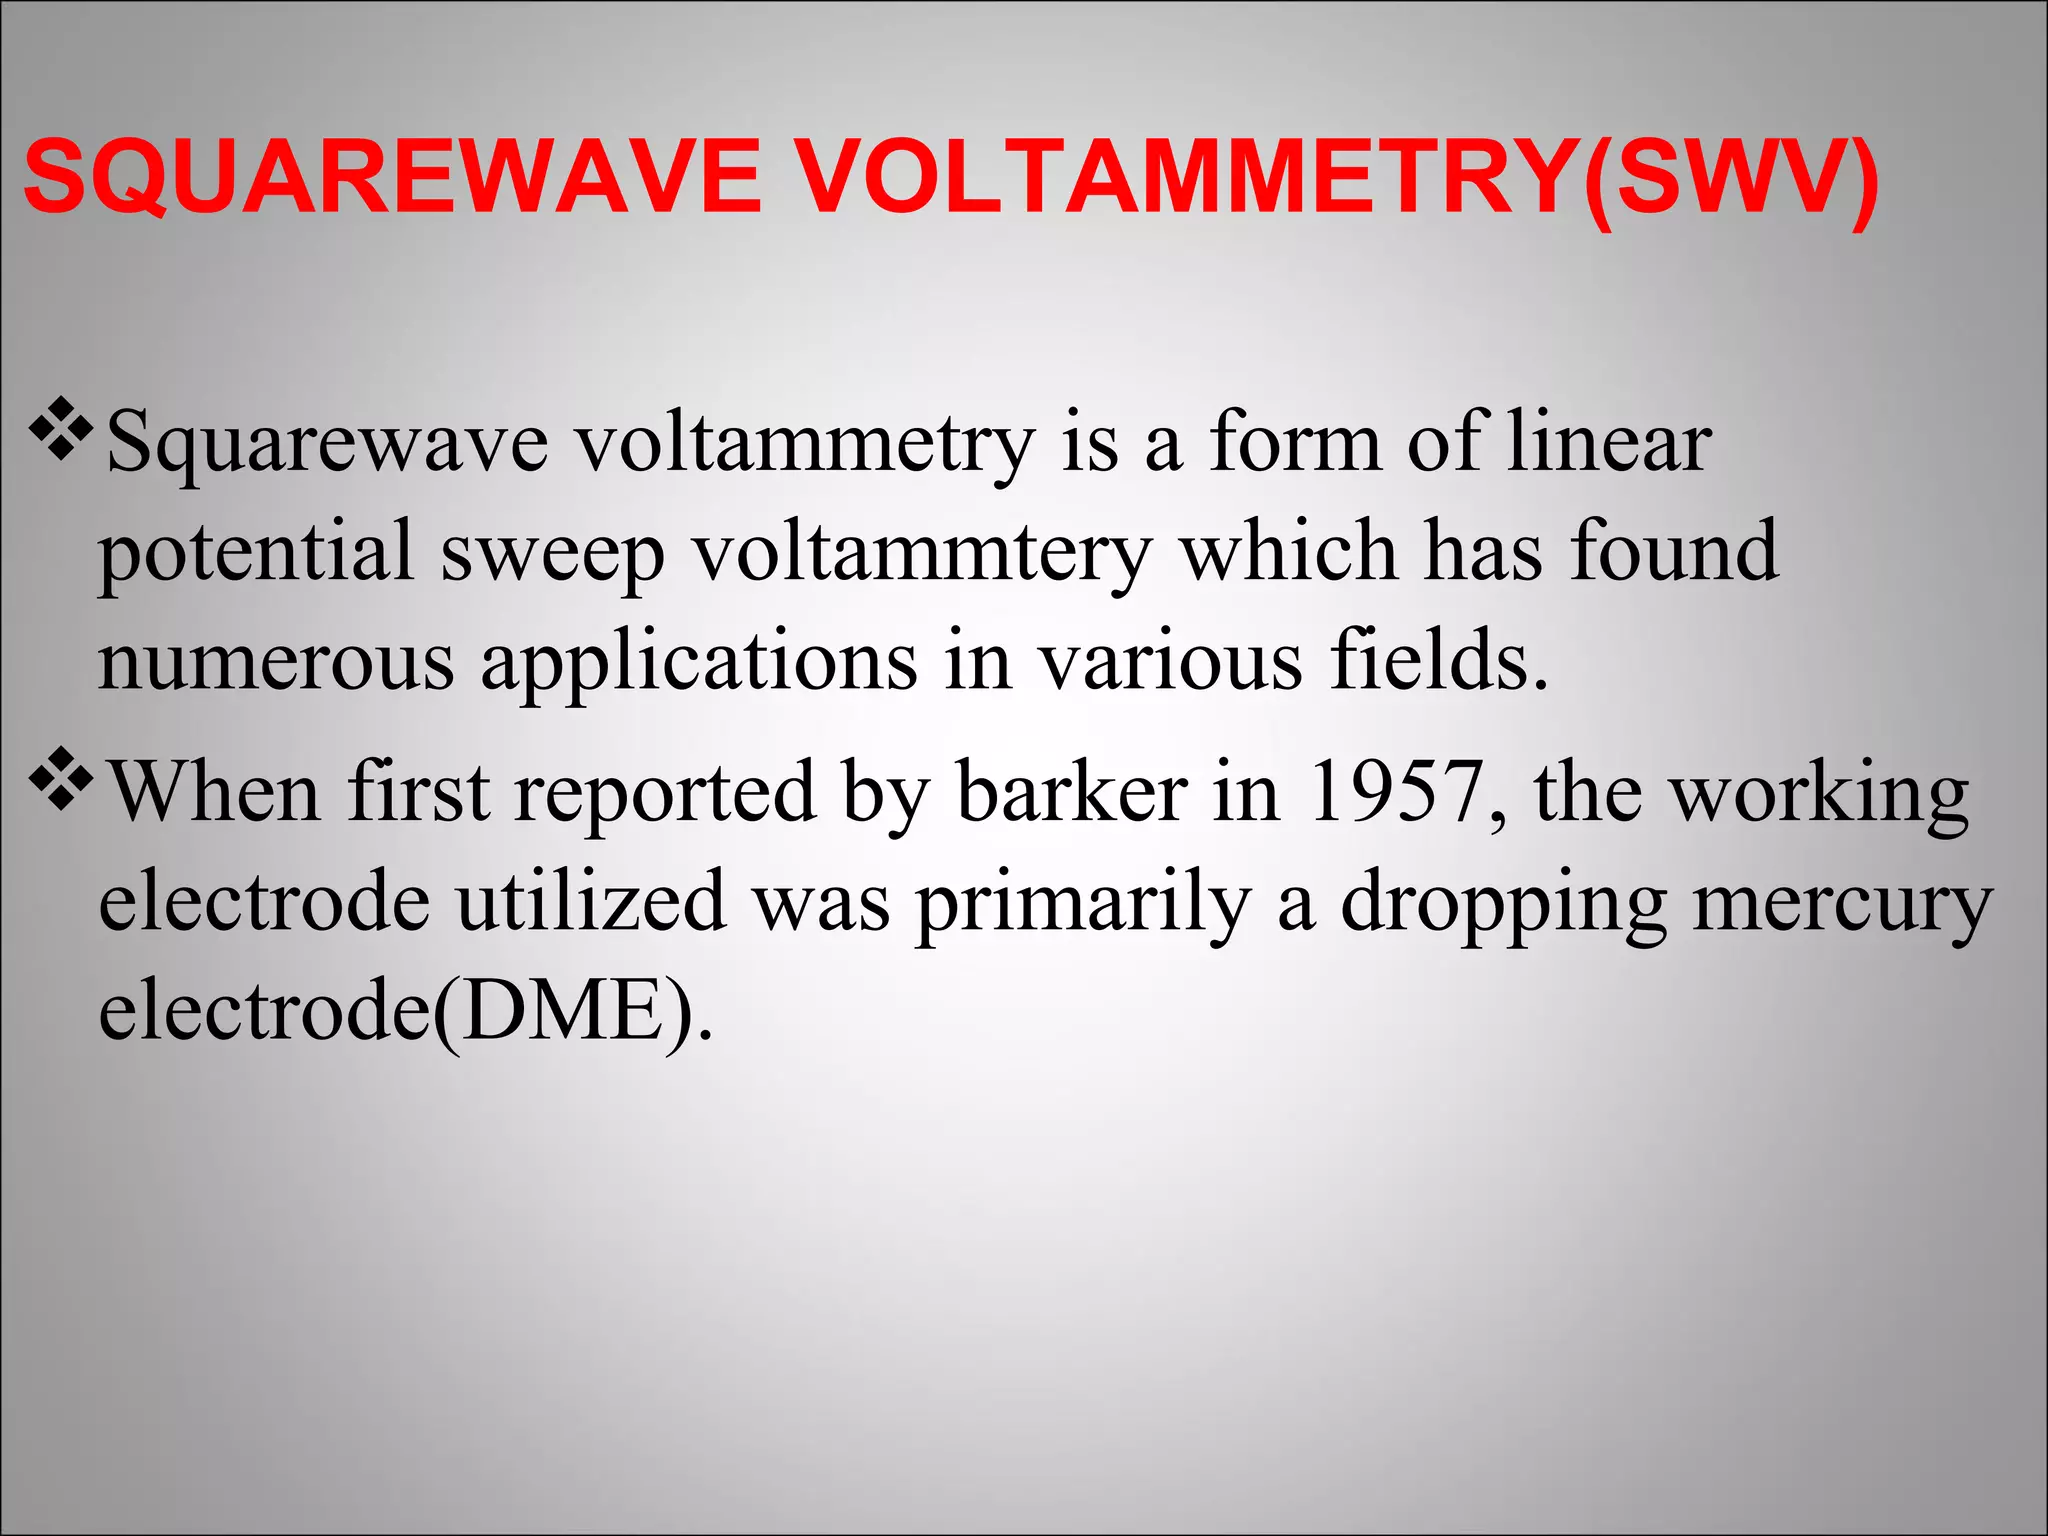 SQUAREWAVE VOLTAMMETRY(SWV)
❖Squarewave voltammetry is a form of linear
potential sweep voltammtery which has found
numerous applications in various fields.
❖When first reported by barker in 1957, the working
electrode utilized was primarily a dropping mercury
electrode(DME).